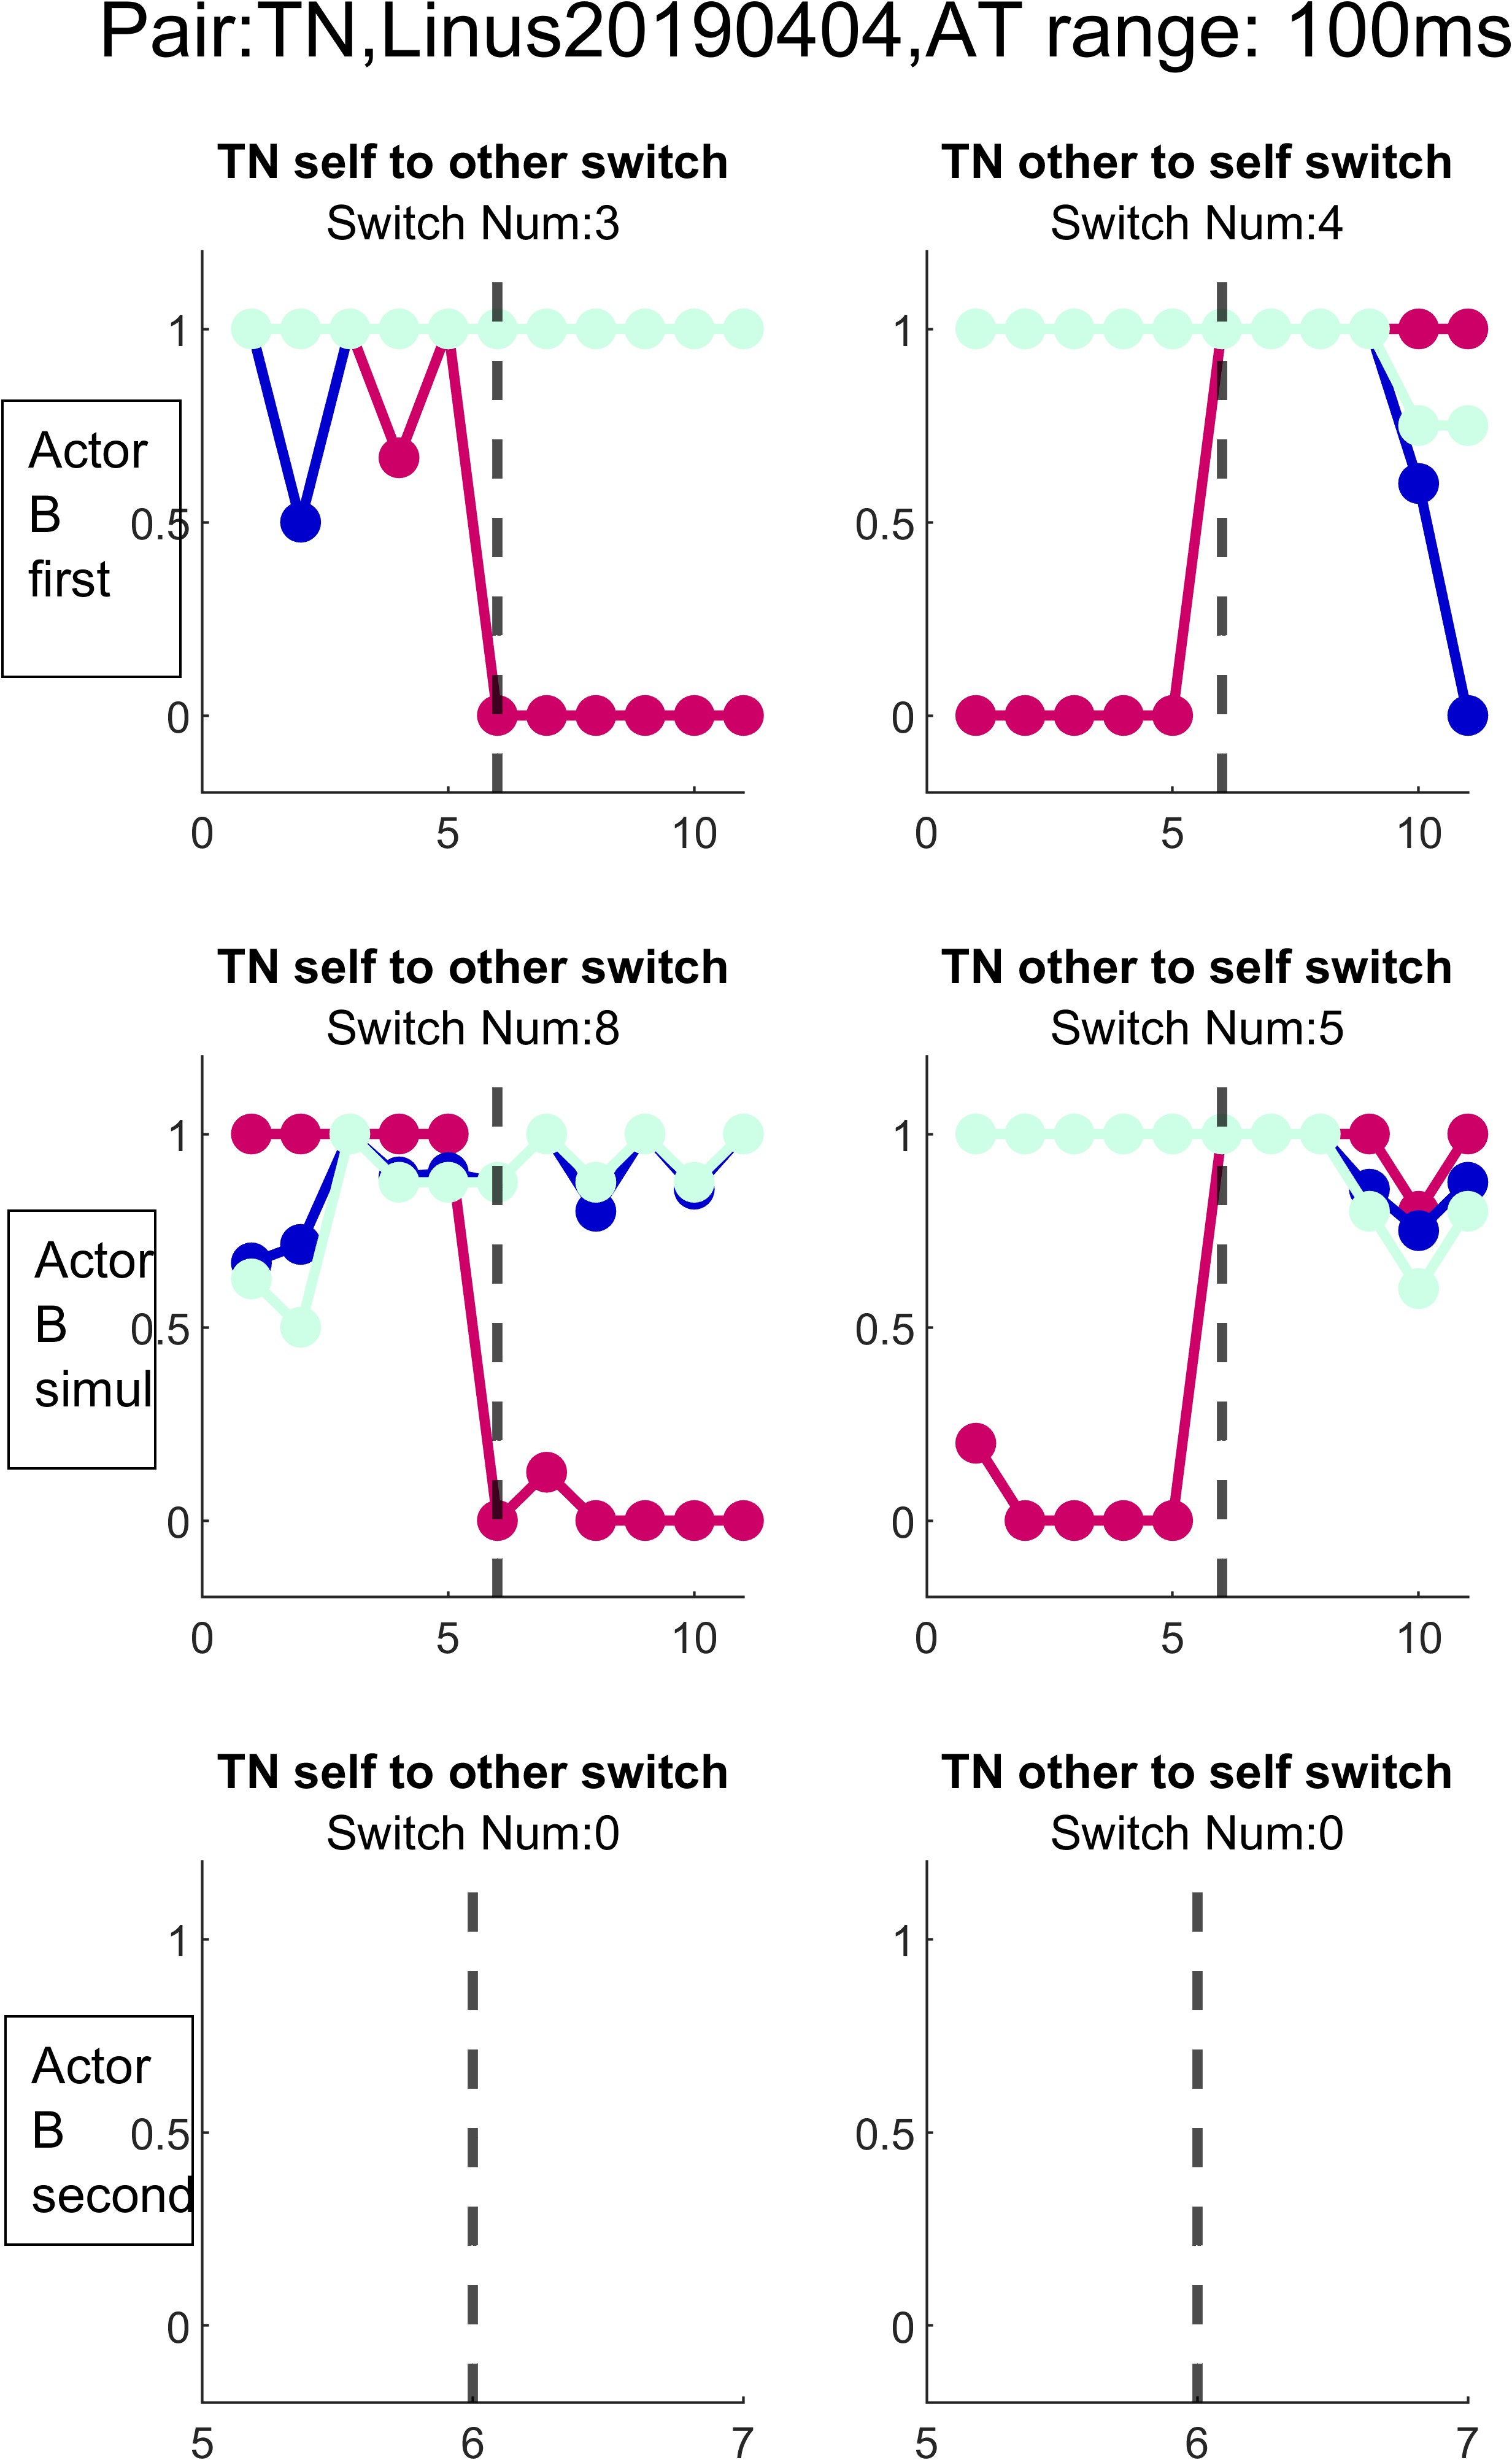 Pair:TN,Linus20190404,AT range: 100ms
TN self to other switch
Switch Num:3
TN other to self switch
Switch Num:4
Actor
B
first
1
0.5
0
0 5 10
1
0.5
0
0 5 10
TN self to other switch
Switch Num:8
TN other to self switch
Switch Num:5
Actor
B
simul
1
0.5
0
0 5 10
1
0.5
0
0 5 10
TN self to other switch
Switch Num:0
TN other to self switch
Switch Num:0
Actor
B
second
1
0.5
0
5 6 7
1
0.5
0
5 6 7